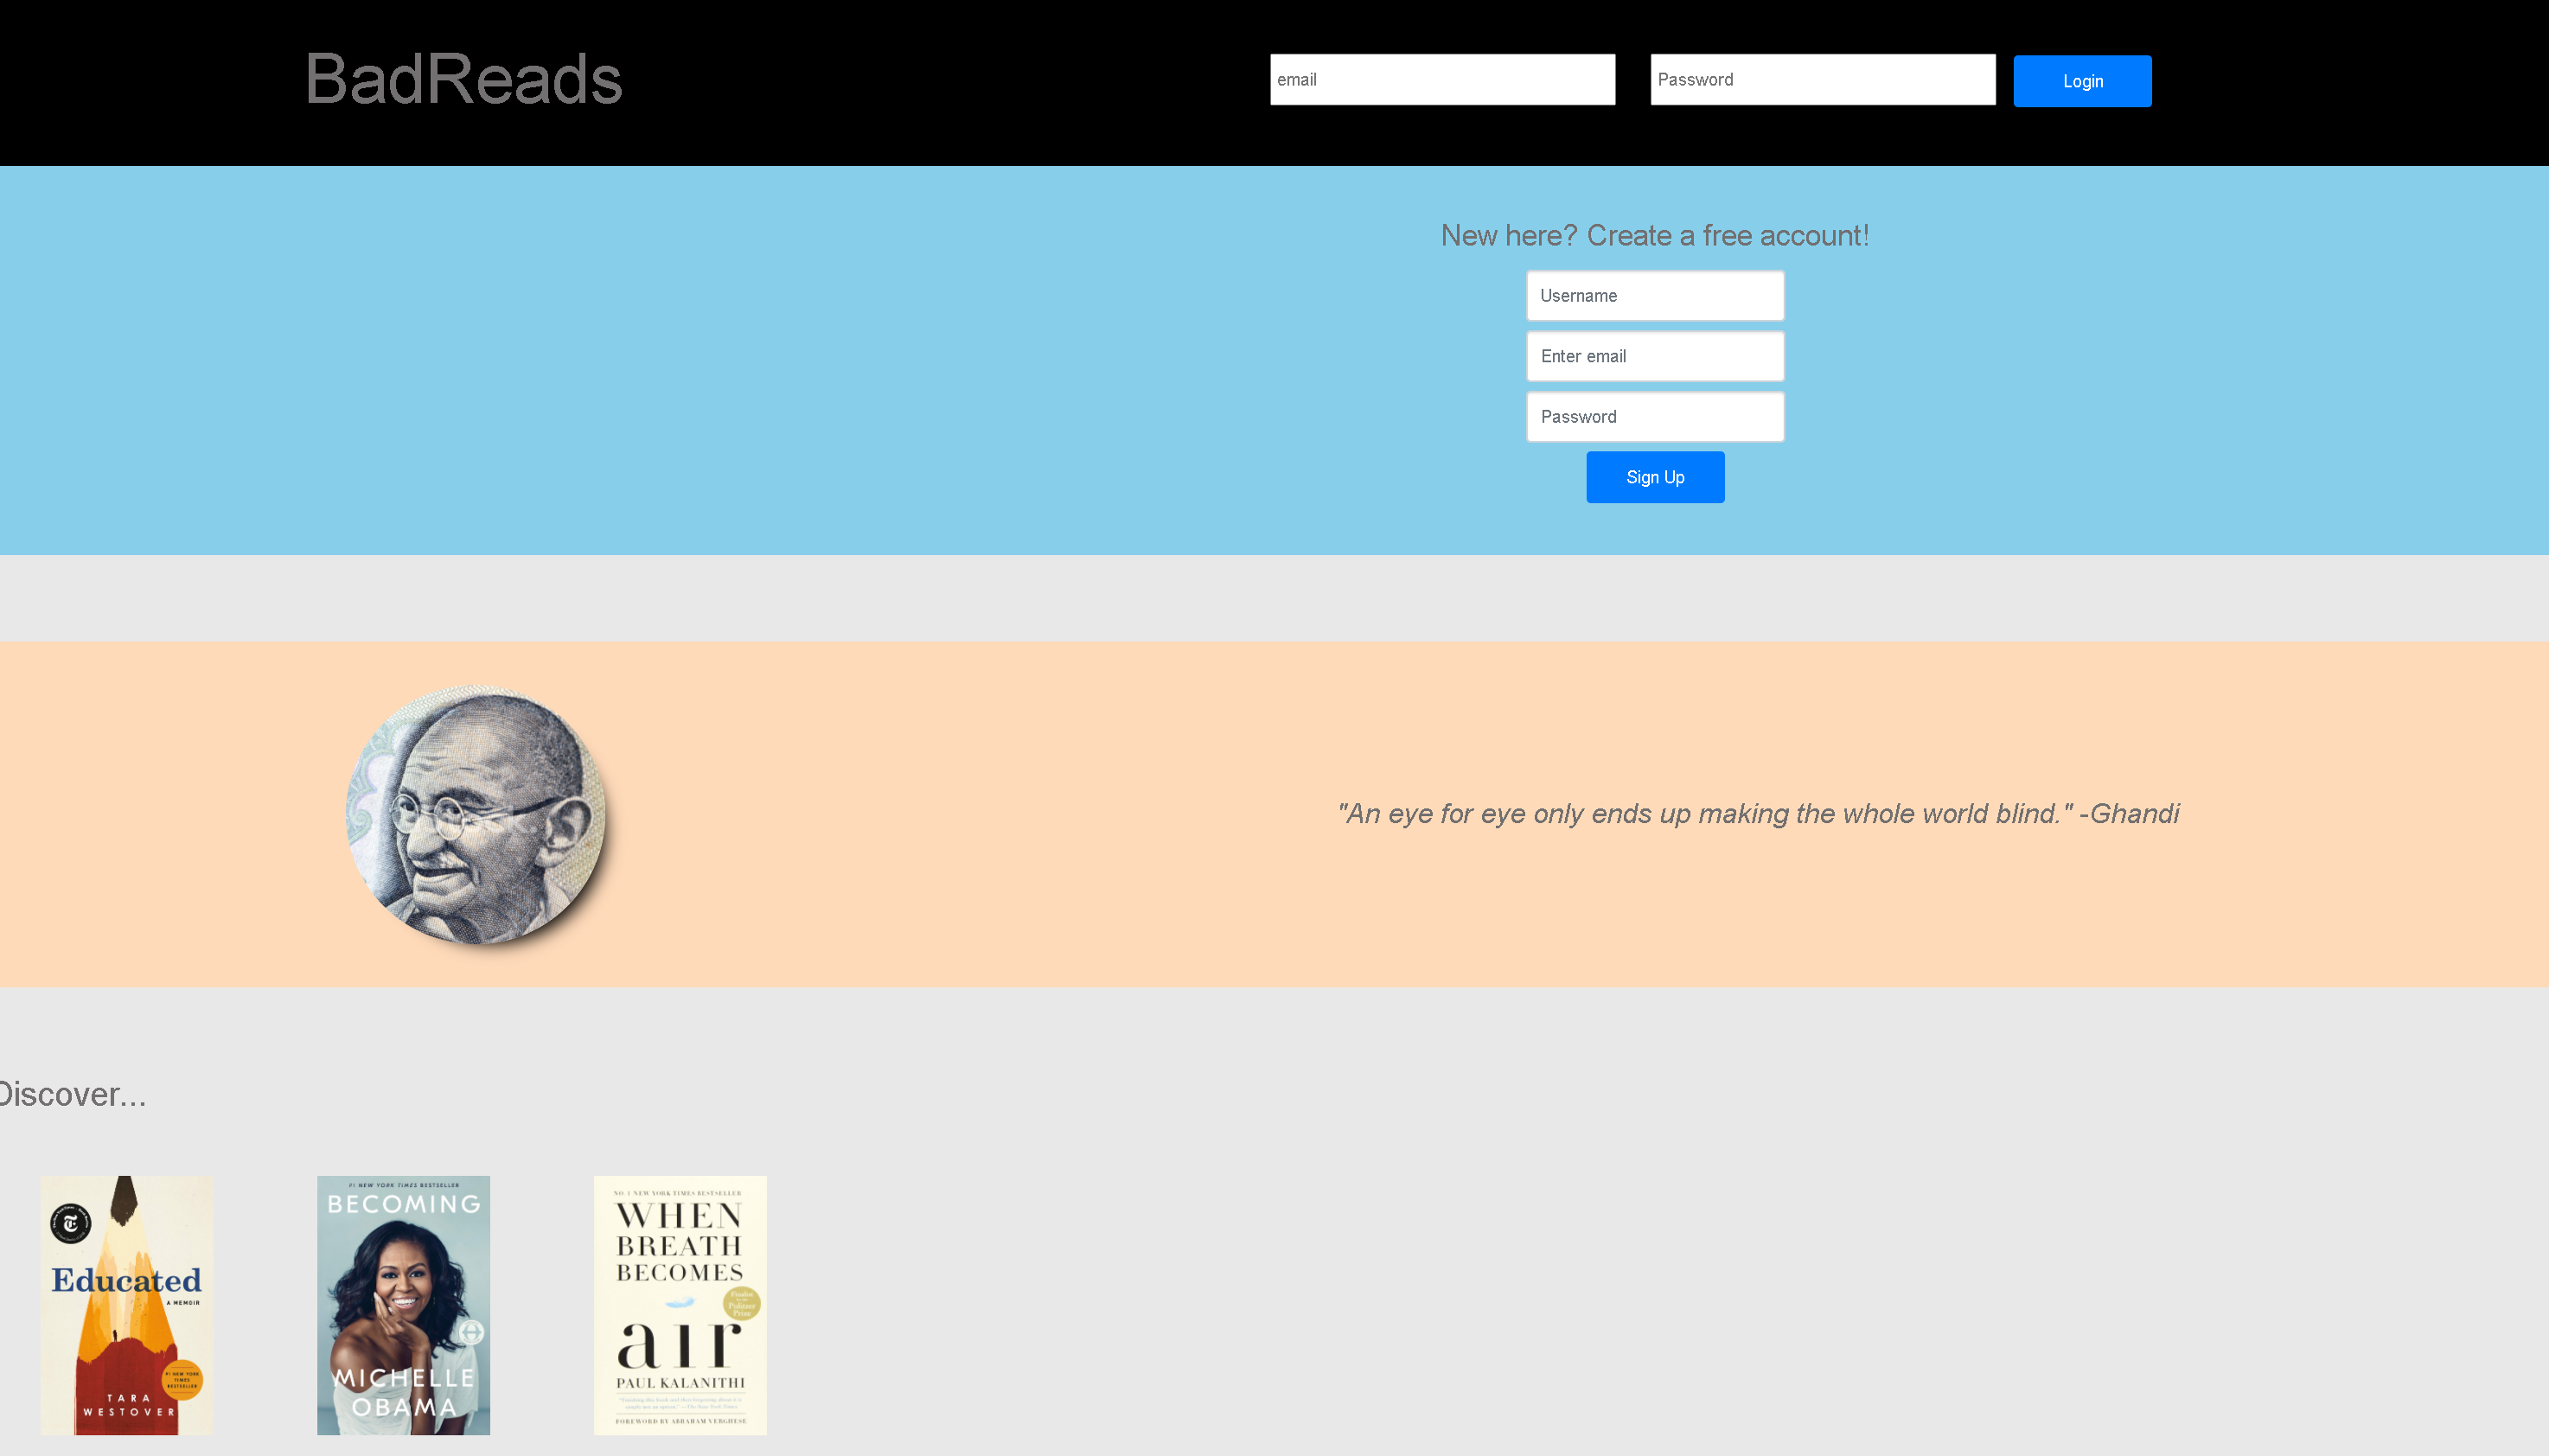 BadReads
email
Password
Login
New here? Create a free account!
Username
Enter email
Password
Sign Up
"An eye for eye only ends up making the whole world blind." -Ghandi
Discover...
Educated
A MEMOIR
#1 NEW YORK
TIMES
BESTSELLER
TARA
WESTOVER
#1 NEW YORK TIMES BESTSELLER
BECOMING
MICHELLE
OBAMA
NO. 1 NEW YORK TIMES BESTSELLER
WHEN
BREATH
BECOMES
Finalist
Pulitzer
Prize
air
PAUL KALANITHI
FOREWORD BY ABRAHAM VERGHESE